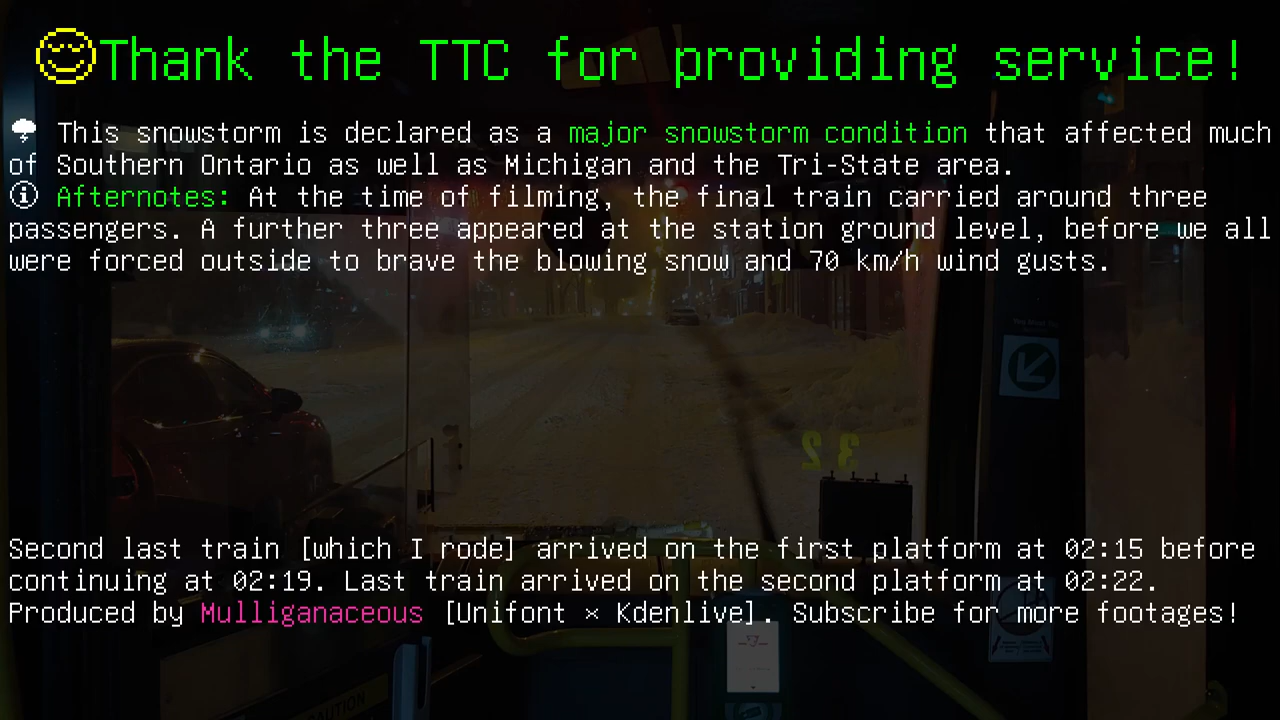 😊Thank the TTC for providing service!
🌩 This snowstorm is declared as a major snowstorm condition that affected much
of Southern Ontario as well as Michigan and the Tri-State area.
🛈 Afternotes: At the time of filming, the final train carried around three
passengers. A further three appeared at the station ground level, before we all
were forced outside to brave the blowing snow and 70 km/h wind gusts.
32
Second last train [which I rode] arrived on the first platform at 02:15 before
continuing at 02:19. Last train arrived on the second platform at 02:22.
Produced by Mulliganaceous [Unifont × Kdenlive]. Subscribe for more footages!
CAUTION